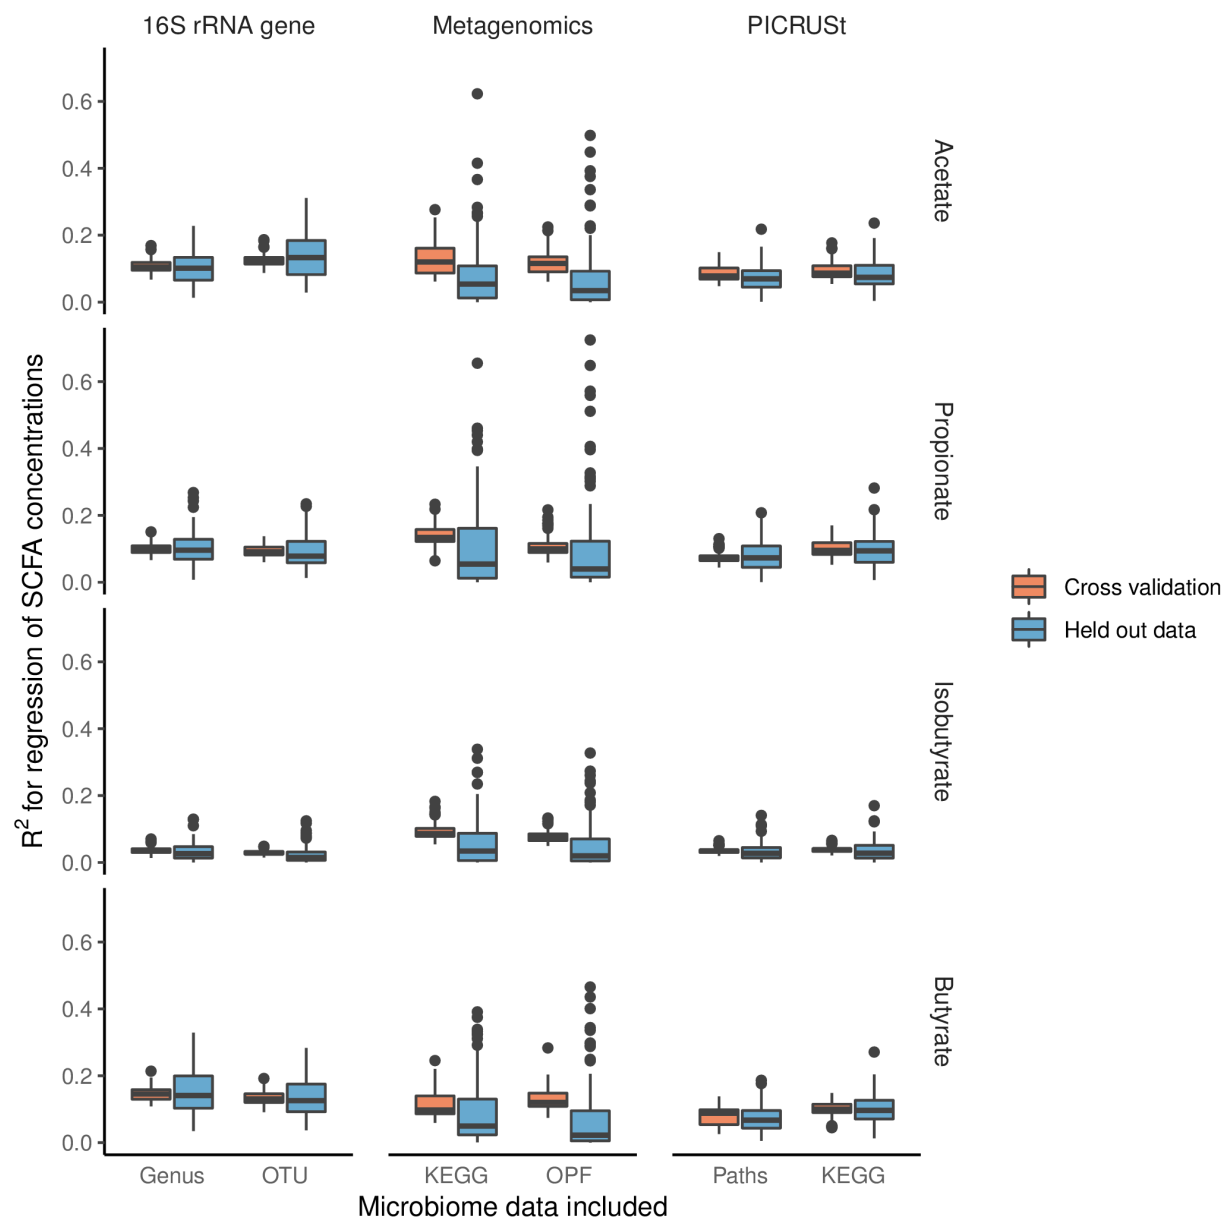 16S rRNA gene
Metagenomics
PICRUSt
R² for regression of SCFA concentrations
0.6
0.4
0.2
0.0
Acetate
0.6
0.4
0.2
0.0
Propionate
0.6
0.4
0.2
0.0
Isobutyrate
0.6
0.4
0.2
0.0
Butyrate
Genus
OTU
KEGG
OPF
Paths
KEGG
Microbiome data included
Cross validation
Held out data